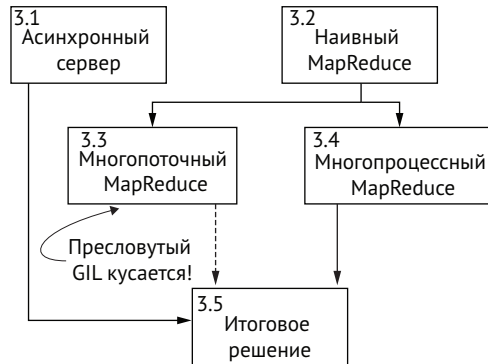 3.1
Асинхронный
сервер
3.2
Наивный
MapReduce
3.3
Многопоточный
MapReduce
3.4
Многопроцессный
MapReduce
Пресловутый
GIL кусается!
3.5
Итоговое
решение